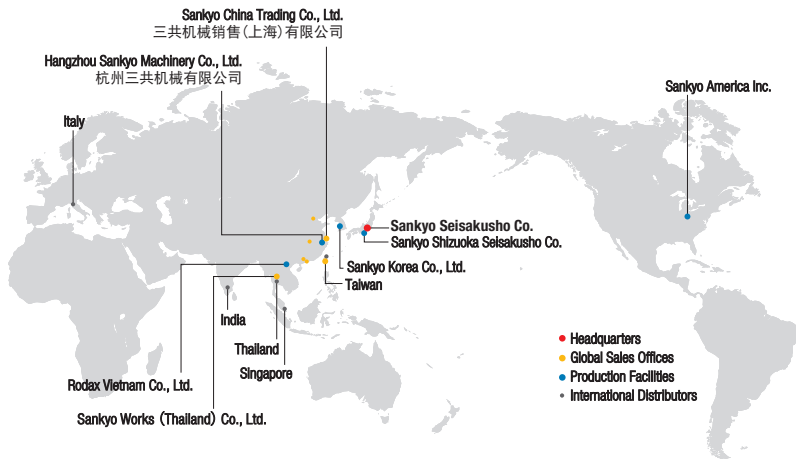 Sankyo China Trading Co., Ltd.
三共机械销售(上海)有限公司
Hangzhou Sankyo Machinery Co., Ltd.
杭州三共机械有限公司
Sankyo America Inc.
Italy
Sankyo Seisakusho Co.
Sankyo Shizuoka Seisakusho Co.
Sankyo Korea Co., Ltd.
Taiwan
India
Thailand
Singapore
Rodax Vietnam Co., Ltd.
Sankyo Works (Thailand) Co., Ltd.
Headquarters
Global Sales Offices
Production Facilities
International Distributors